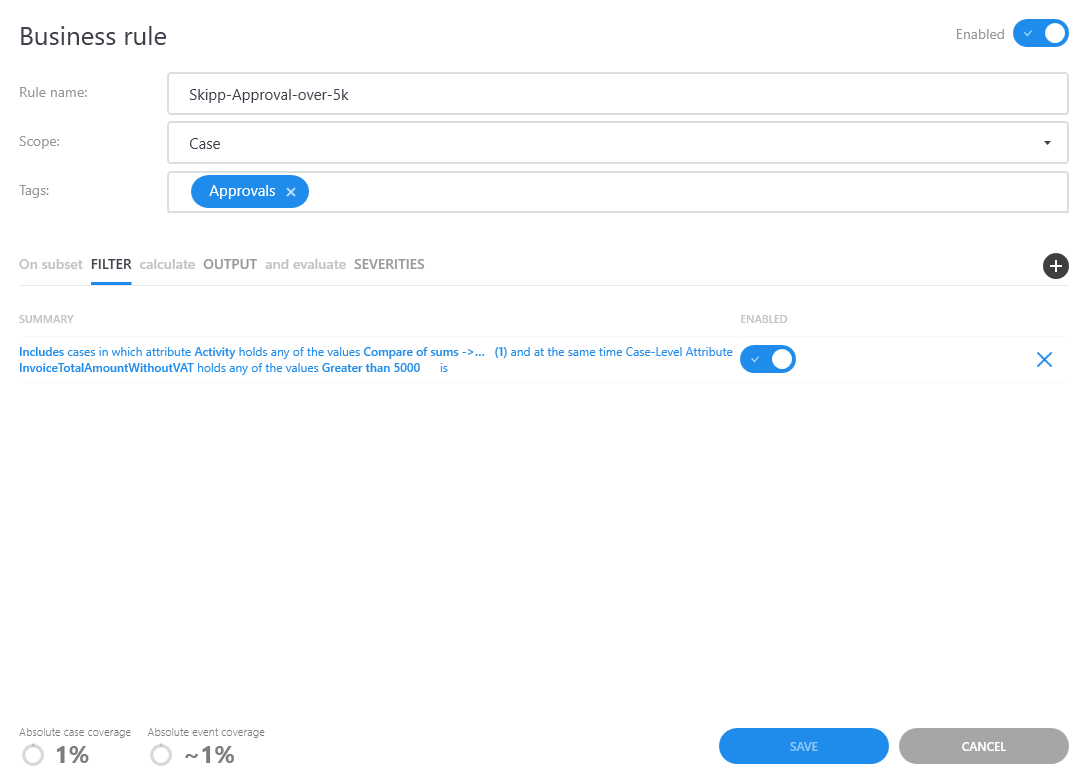 Business rule
Enabled
Rule name:
Skipp-Approval-over-5k
Scope:
Case
Tags:
Approvals
On subset FILTER calculate OUTPUT and evaluate SEVERITIES
SUMMARY ENABLED
Includes cases in which attribute Activity holds any of the values Compare of sums ->... (1) and at the same time Case-Level Attribute
InvoiceTotalAmountWithoutVAT holds any of the values Greater than 5000 is
Absolute case coverage
1%
Absolute event coverage
~1%
SAVE
CANCEL